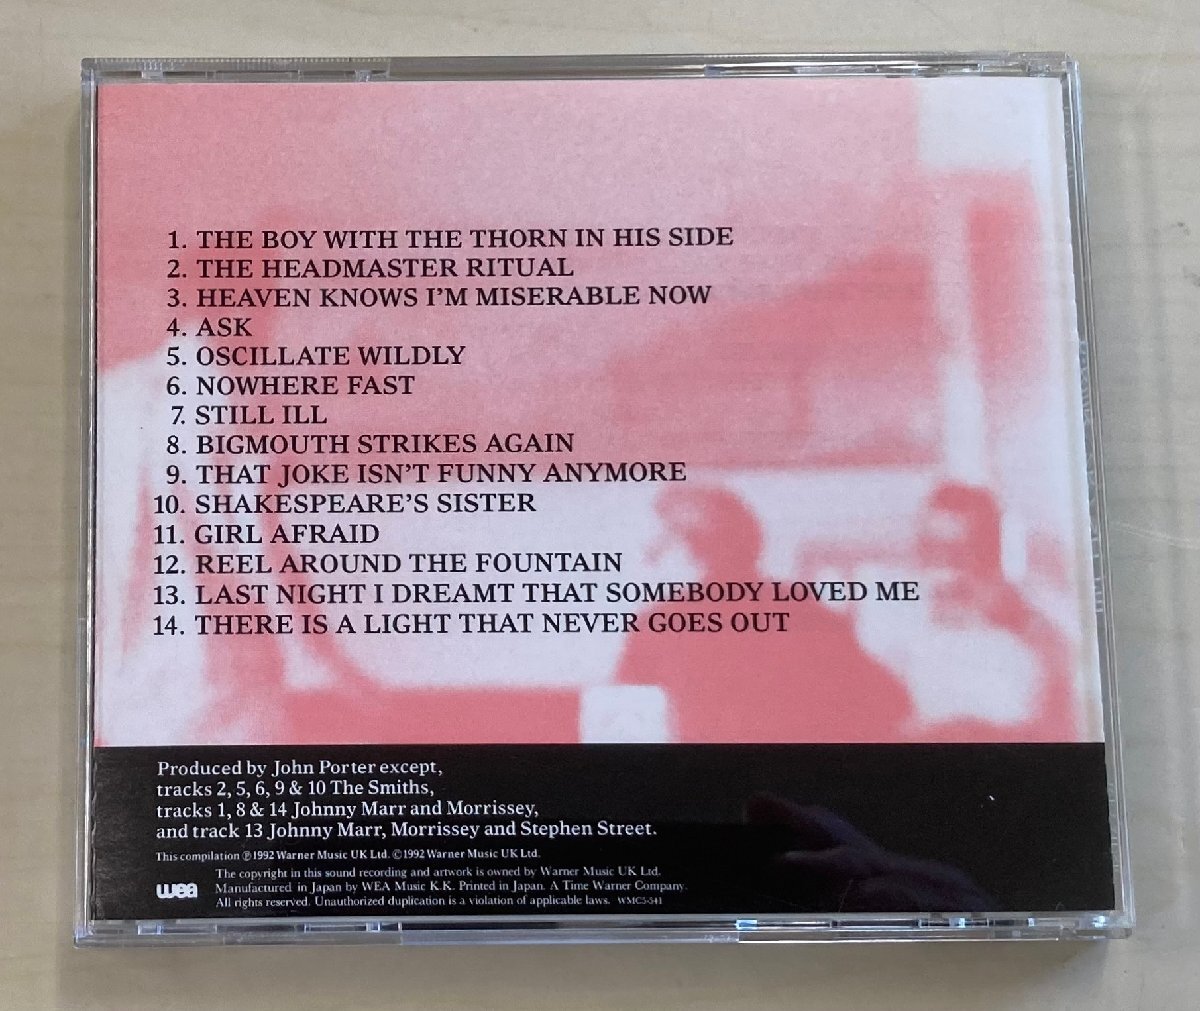 1. THE BOY WITH THE THORN IN HIS SIDE
2. THE HEADMASTER RITUAL
3. HEAVEN KNOWS I'M MISERABLE NOW
4. ASK
5. OSCILLATE WILDLY
6. NOWHERE FAST
7. STILL ILL
8. BIGMOUTH STRIKES AGAIN
9. THAT JOKE ISN'T FUNNY ANYMORE
10. SHAKESPEARE'S SISTER
11. GIRL AFRAID
12. REEL AROUND THE FOUNTAIN
13. LAST NIGHT I DREAMT THAT SOMEBODY LOVED ME
14. THERE IS A LIGHT THAT NEVER GOES OUT
Produced by John Porter except,
tracks 2, 5, 6, 9 & 10 The Smiths,
tracks 1, 8 & 14 Johnny Marr and Morrissey,
and track 13 Johnny Marr, Morrissey and Stephen Street.
This compilation ℗1992 Warner Music UK Ltd. ©1992 Warner Music UK Ltd.
wea
The copyright in this sound recording and artwork is owned by Warner Music UK Ltd.
Manufactured in Japan by WEA Music K.K. Printed in Japan. A Time Warner Company.
All rights reserved. Unauthorized duplication is a violation of applicable laws. WMC5-541